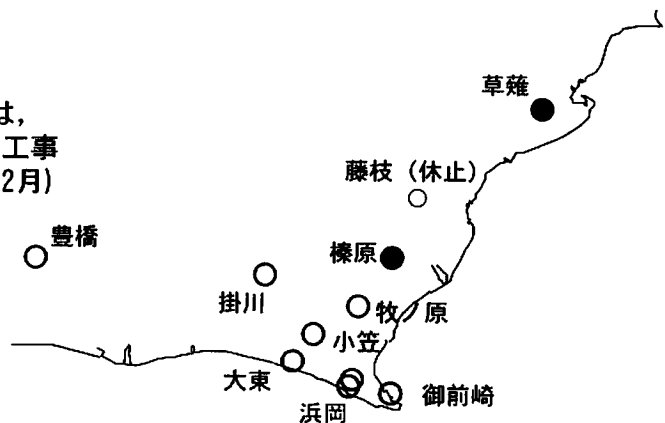 草薙
は,
工事
2月)
藤枝（休止）
豊橋
榛原
掛川
牧ノ原
小笠
大東
御前崎
浜岡